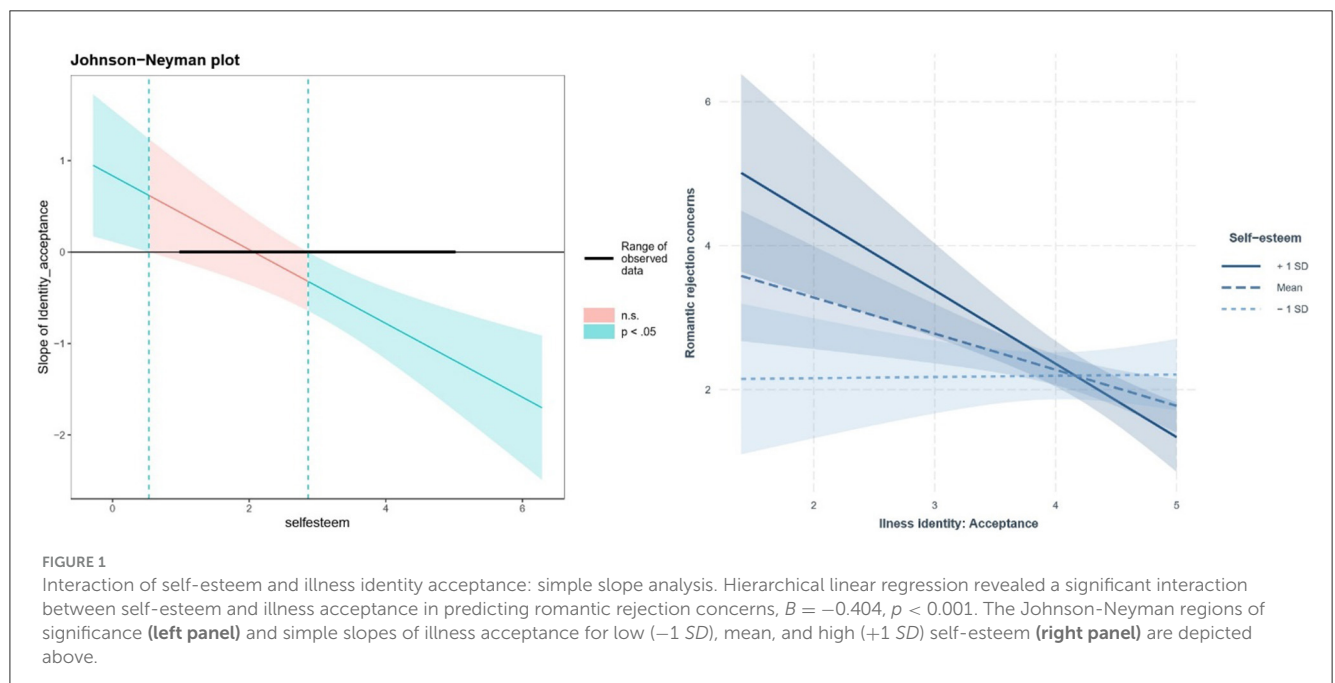 Johnson−Neyman plot
Slope of Identity_acceptance
1
0
−1
−2
0
2
4
6
selfesteem
Range of
observed
data
n.s.
p < .05
Romantic rejection concerns
6
4
2
2
3
4
5
Ilness identity: Acceptance
Self−esteem
+ 1 SD
Mean
− 1 SD
FIGURE 1
Interaction of self-esteem and illness identity acceptance: simple slope analysis. Hierarchical linear regression revealed a significant interaction
between self-esteem and illness acceptance in predicting romantic rejection concerns, B = −0.404, p < 0.001. The Johnson-Neyman regions of
significance (left panel) and simple slopes of illness acceptance for low (−1 SD), mean, and high (+1 SD) self-esteem (right panel) are depicted
above.